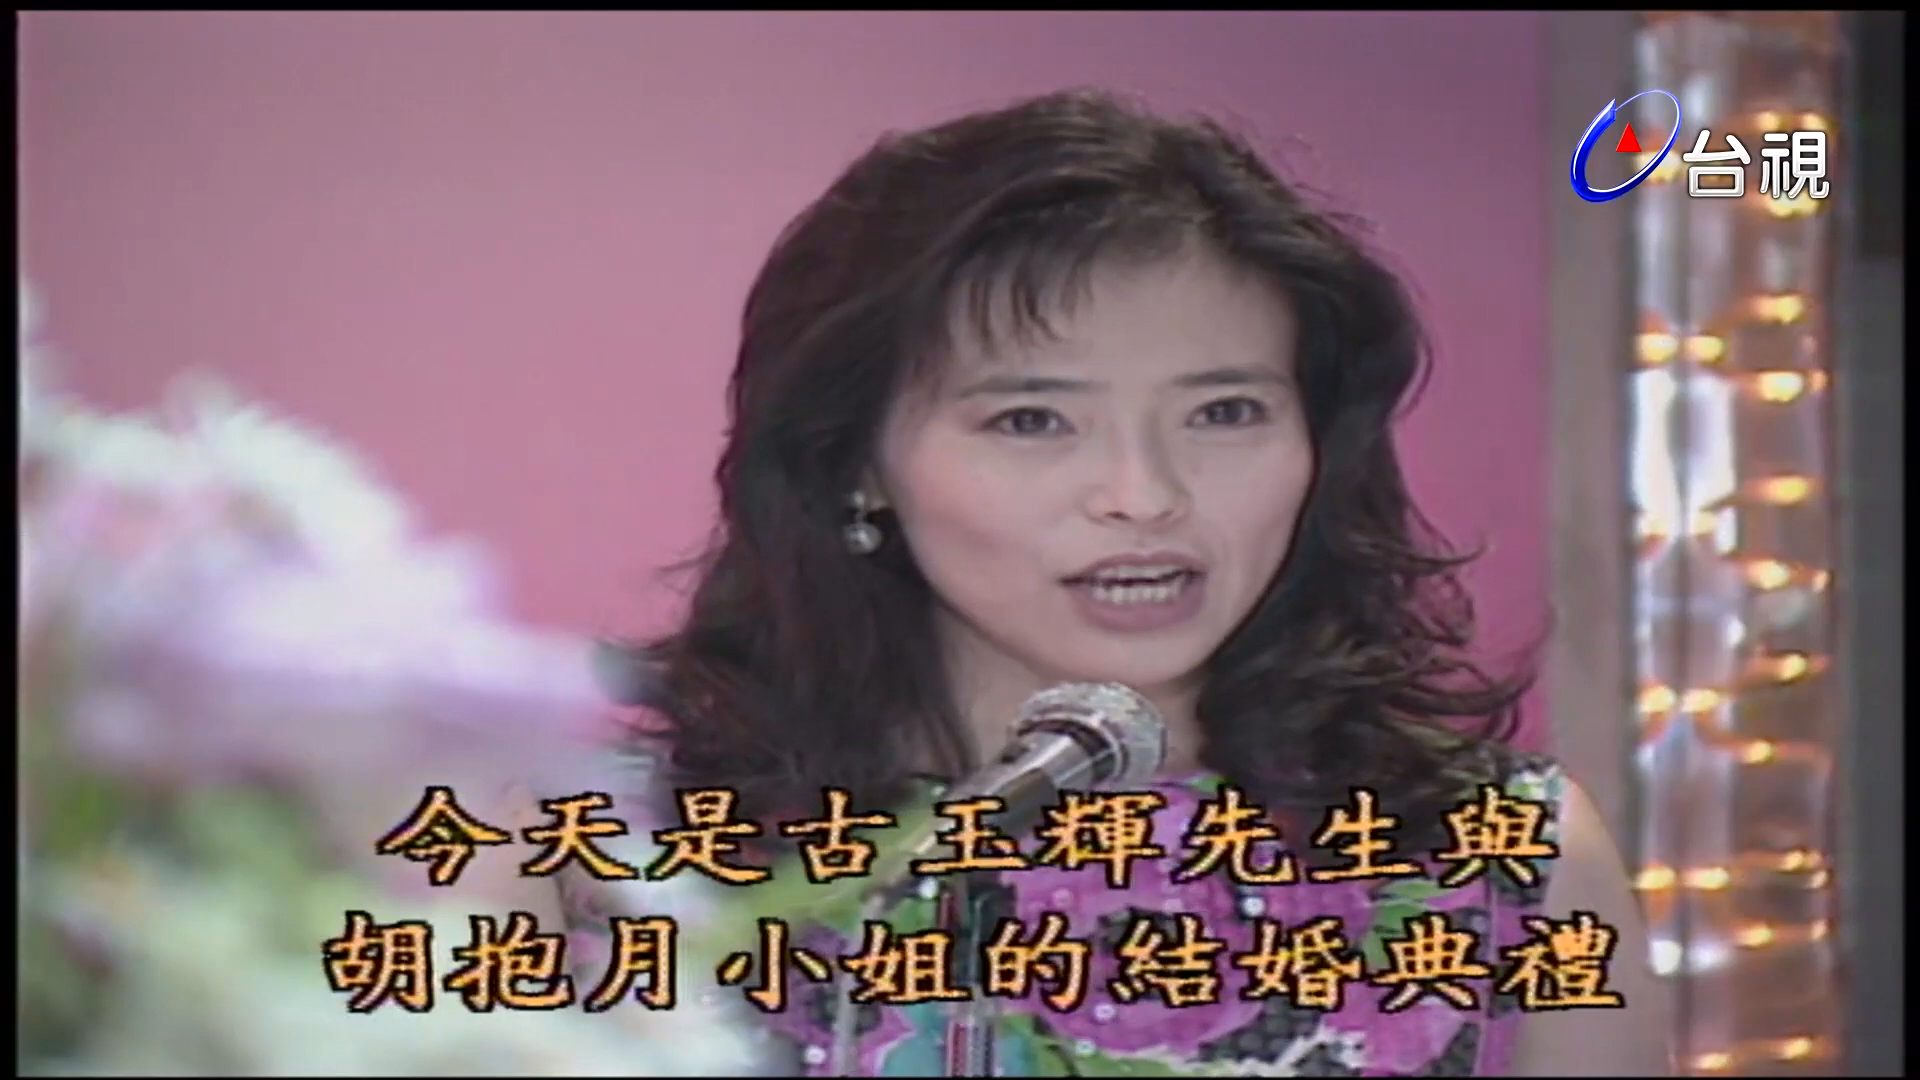 台視
今天是古玉輝先生與
胡抱月小姐的結婚典禮